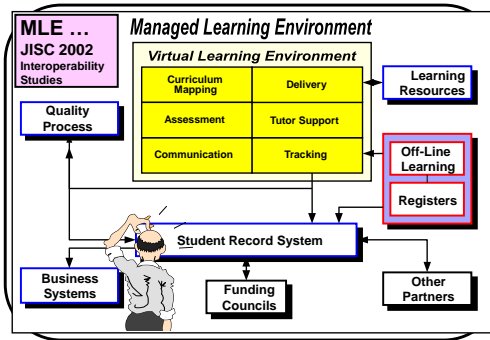 MLE …
JISC 2002
Interoperability
Studies
Managed Learning Environment
Virtual Learning Environment
Curriculum
Mapping
Delivery
Assessment
Tutor Support
Communication
Tracking
Learning
Resources
Quality
Process
Off-Line
Learning
Registers
Student Record System
Business
Systems
Funding
Councils
Other
Partners